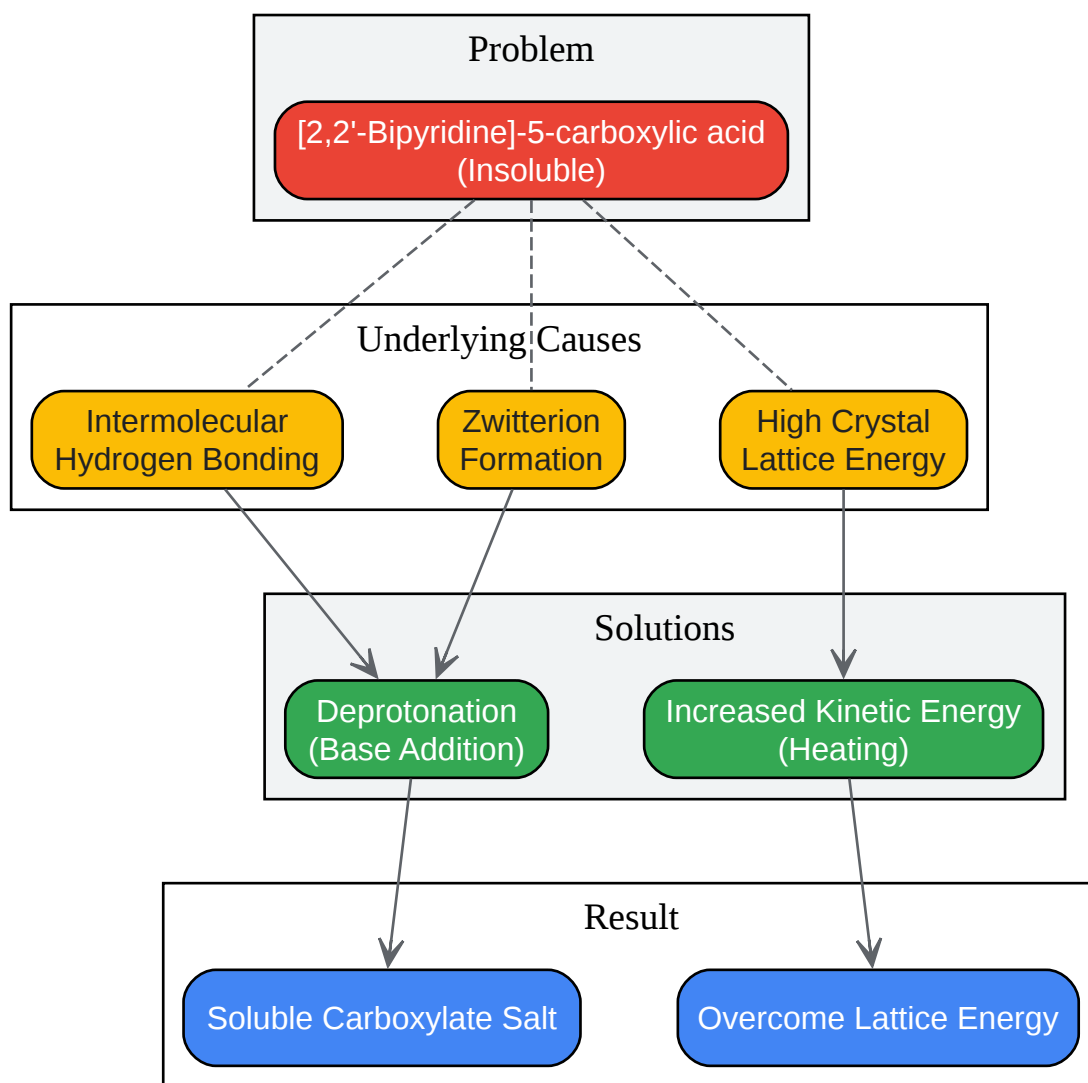 Problem
[2,2'-Bipyridine]-5-carboxylic acid
(Insoluble)
Underlying Causes
Intermolecular
Hydrogen Bonding
Zwitterion
Formation
High Crystal
Lattice Energy
Solutions
Deprotonation
(Base Addition)
Increased Kinetic Energy
(Heating)
Result
Soluble Carboxylate Salt
Overcome Lattice Energy